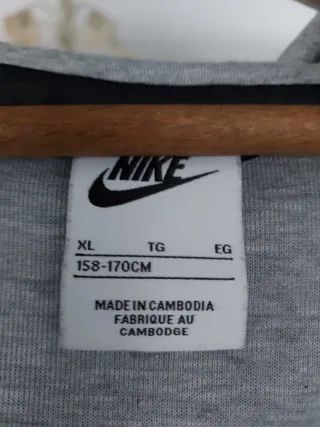 NIKE
XL TG EG
158-170CM
MADE IN CAMBODIA
FABRIQUE AU
CAMBODGE